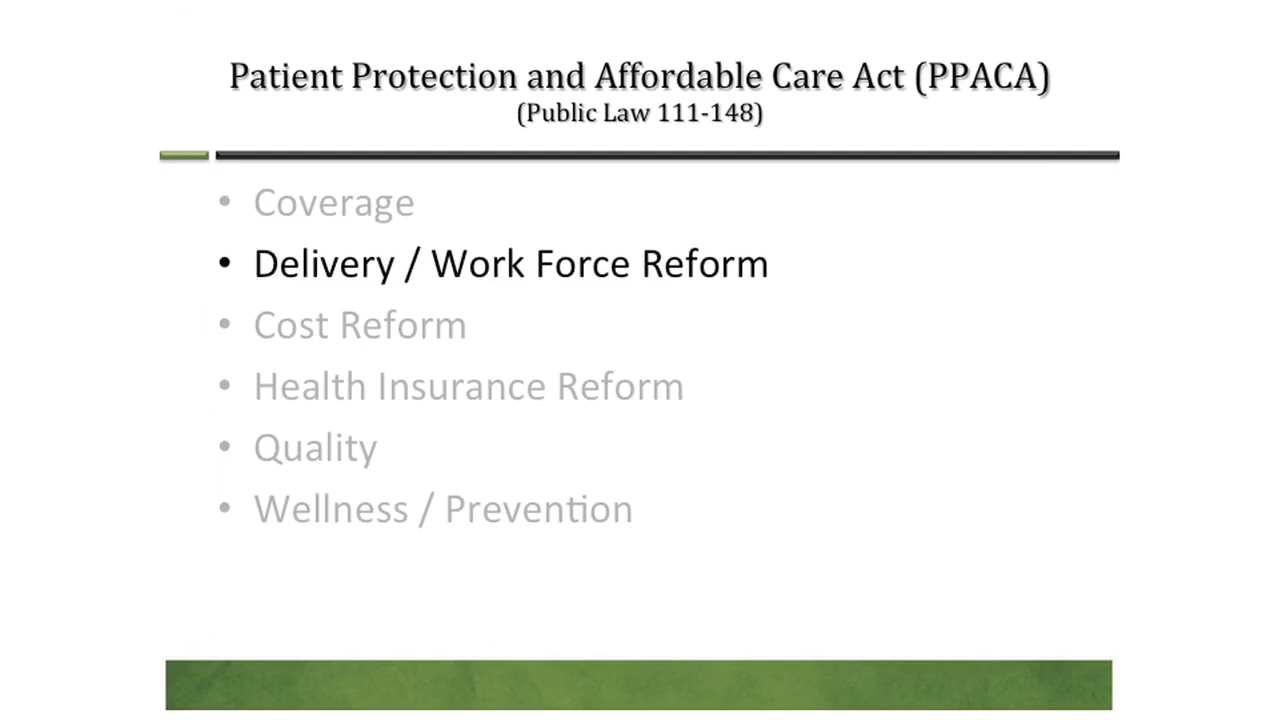 Patient Protection and Affordable Care Act (PPACA)
(Public Law 111-148)
• Coverage
• Delivery / Work Force Reform
• Cost Reform
• Health Insurance Reform
• Quality
• Wellness / Prevention